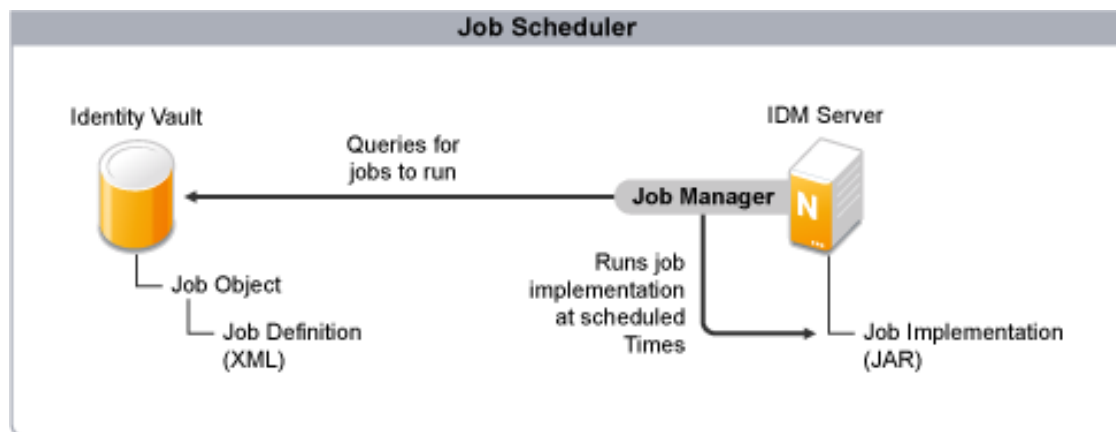 Job Scheduler
Identity Vault
IDM Server
Queries for
jobs to run
Job Manager
N
Runs job
implementation
at scheduled
Times
Job Object
Job Definition
(XML)
Job Implementation
(JAR)